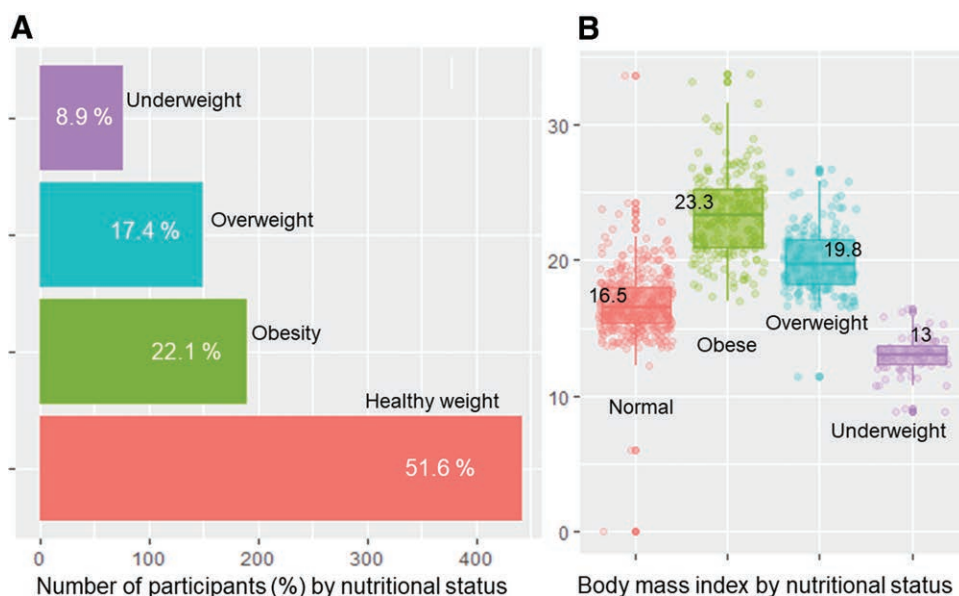 A
8.9 %
Underweight
17.4 %
Overweight
22.1 %
Obesity
Healthy weight
51.6 %
0 100 200 300 400
Number of participants (%) by nutritional status
B
30
20
10
0
23.3
19.8
16.5
Overweight
13
Obese
Normal
Underweight
Body mass index by nutritional status